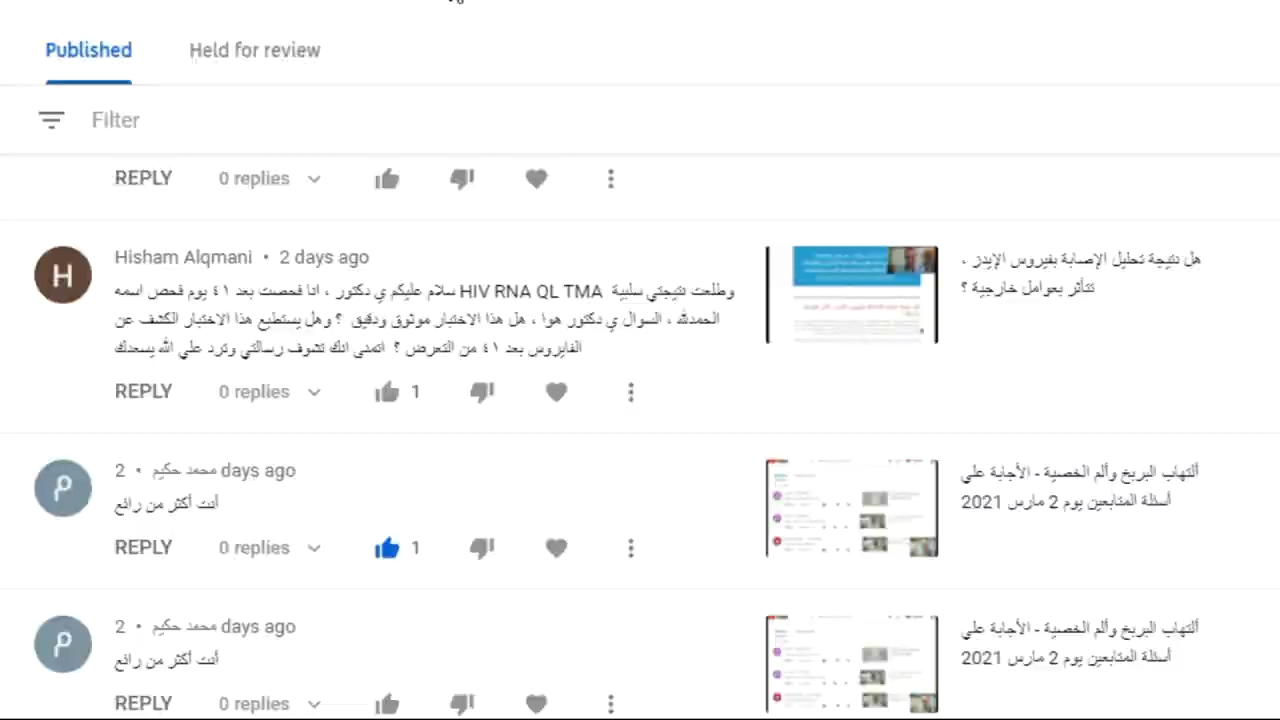 Published
Held for review
Filter
REPLY
0 replies
H
Hisham Alqmani • 2 days ago
سلام عليكم ي دكتور ، انا فحصت بعد ٤١ يوم فحص اسمه HIV RNA QL TMA وطلعت نتيجتي سلبية
الحمدلله ، السوال ي دكتور هوا ، هل هذا الاختبار موثوق ودقيق ؟ وهل يستطيع هذا الاختبار الكشف عن
الفايروس بعد ٤١ من التعرض ؟ اتمنى انك تشوف رسالتي وترد علي الله يسعدك
هل نتيجة تحليل الإصابة بفيروس الإيدز ،
تتأثر بعوامل خارجية ؟
REPLY
0 replies
1
م
2 • محمد حكيم days ago
أنت أكثر من رائع
ألتهاب البربخ وألم الخصية - الأجابة علي
أسئلة المتابعين يوم 2 مارس 2021
REPLY
0 replies
1
م
2 • محمد حكيم days ago
أنت أكثر من رائع
ألتهاب البربخ وألم الخصية - الأجابة علي
أسئلة المتابعين يوم 2 مارس 2021
REPLY
0 replies